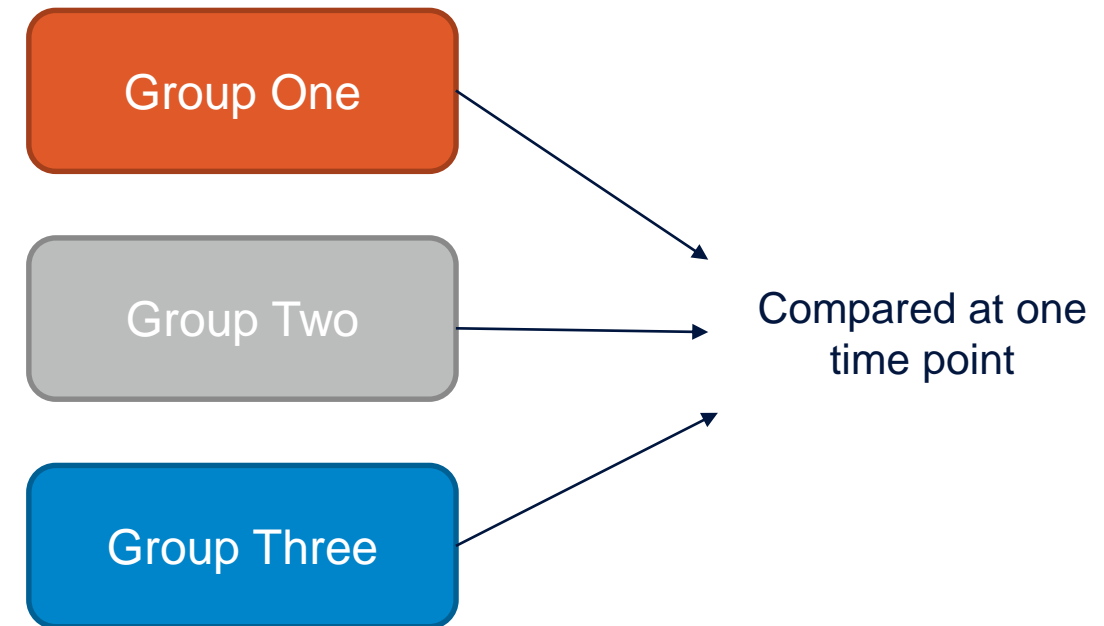 Group One
Group Two
Compared at one
time point
Group Three